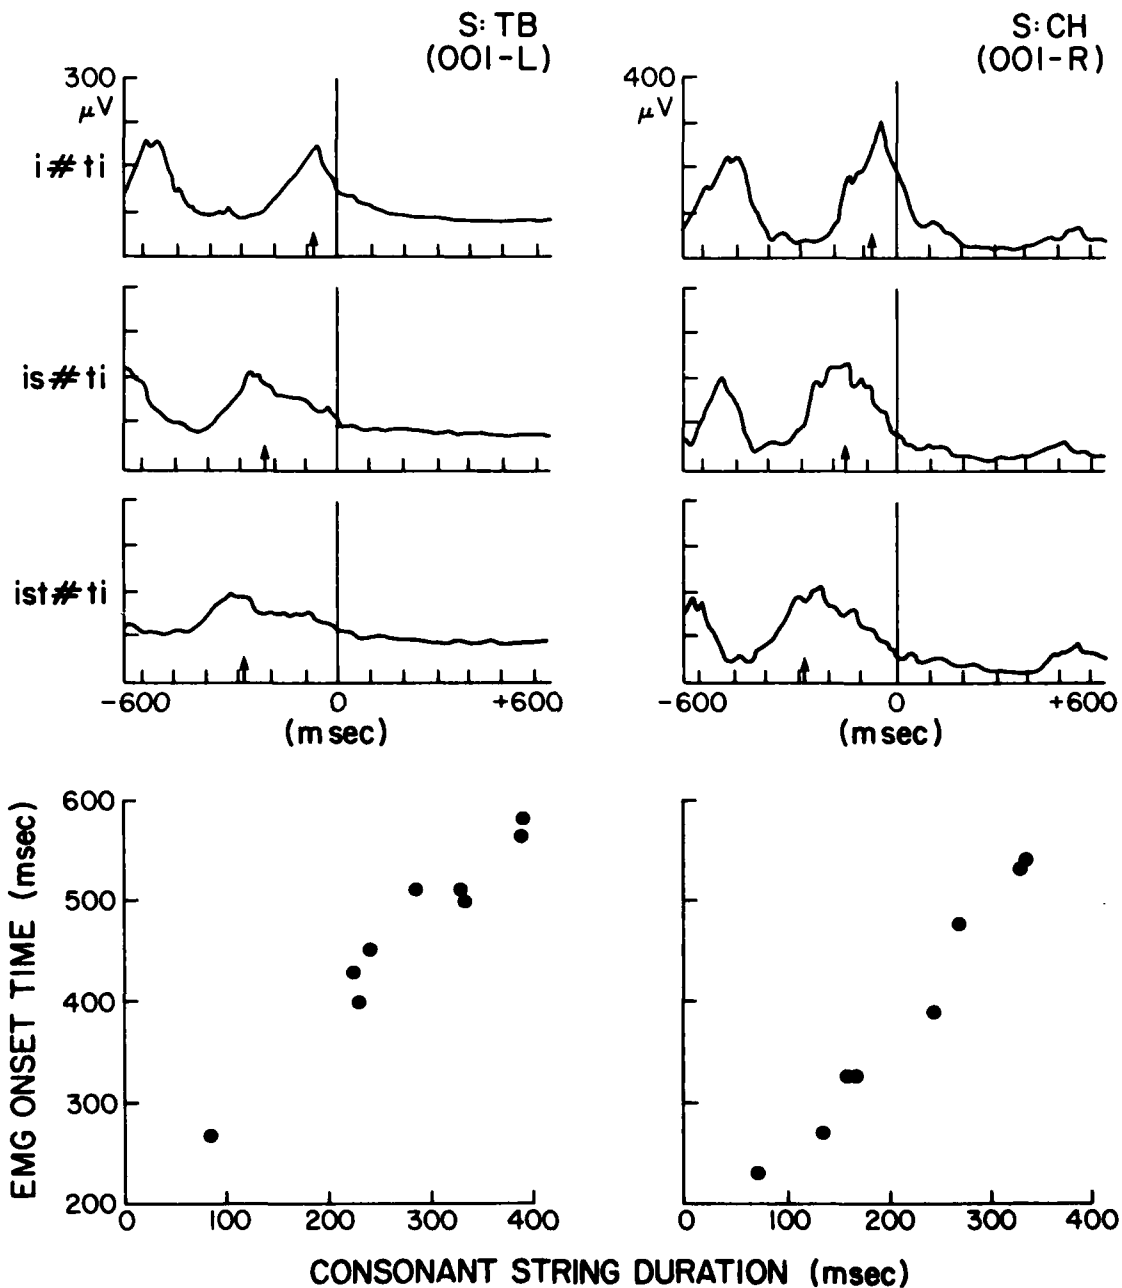 S: TB
(OOI-L)
S: CH
(OOI-R)
300
μV
400
μV
i#ti
is#ti
ist#ti
-600 0 +600
(msec)
-600 0 +600
(msec)
EMG ONSET TIME (msec)
600
500
400
300
200
0 100 200 300 400
0 100 200 300 400
CONSONANT STRING DURATION (msec)